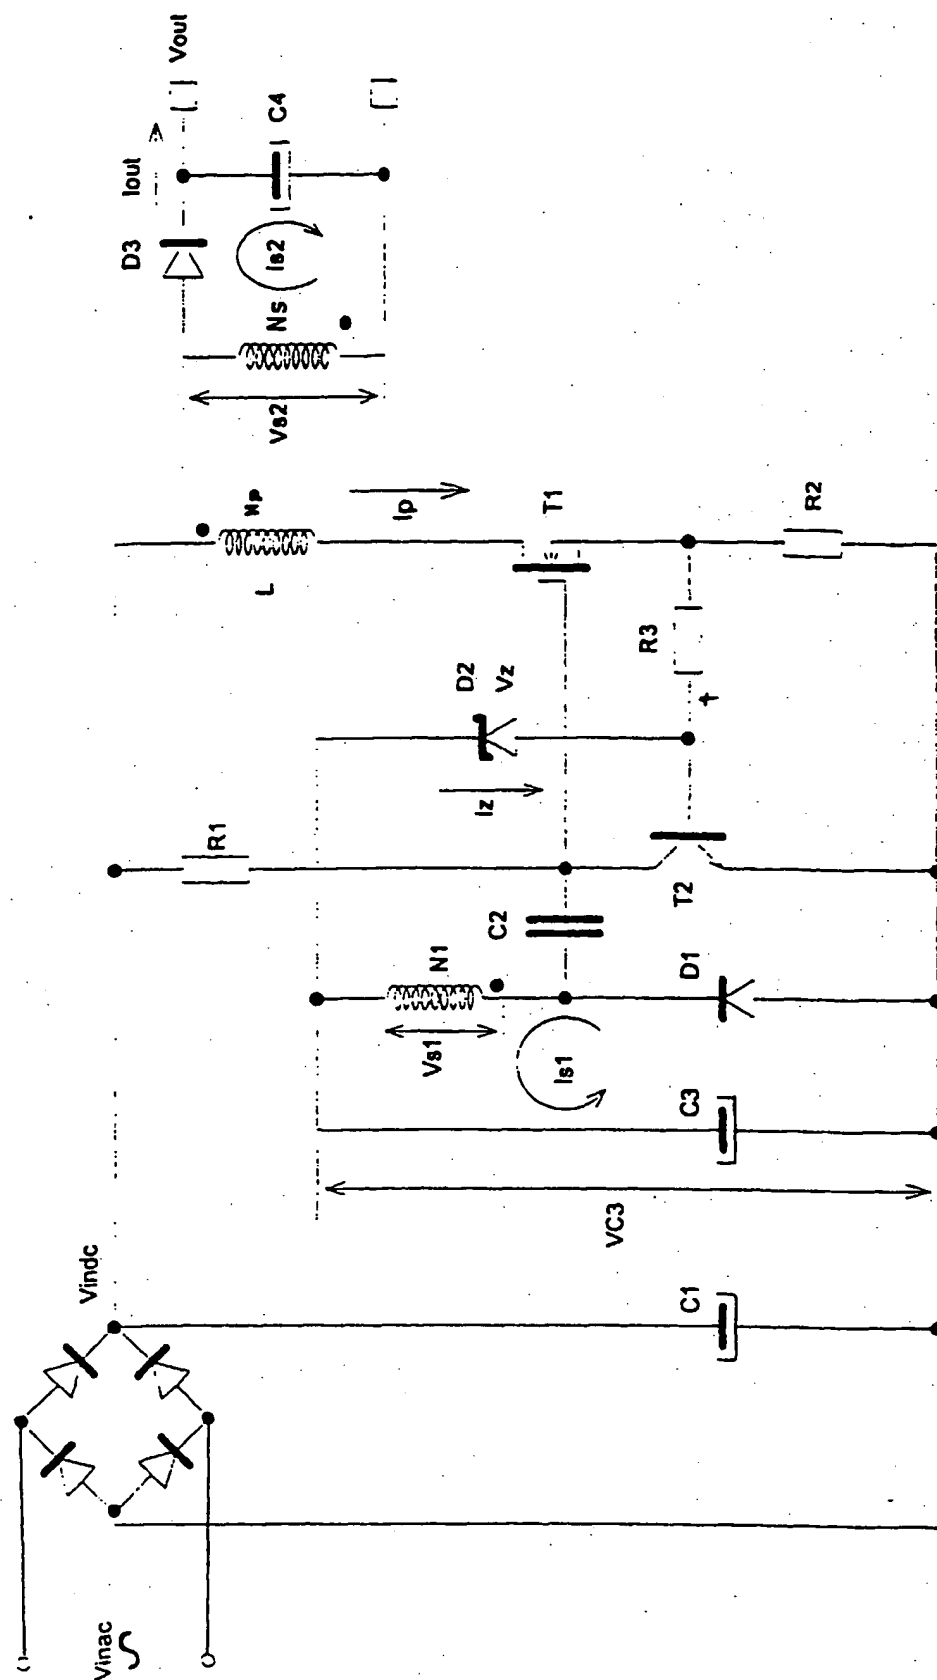 Vinac
S
Vindc
C1
VC3
C3
Vs1
N1
Is1
D1
C2
R1
T2
Iz
D2
Vz
R3
L
Np
Ip
T1
R2
Vs2
Ns
Is2
D3
Iout
C4
Vout